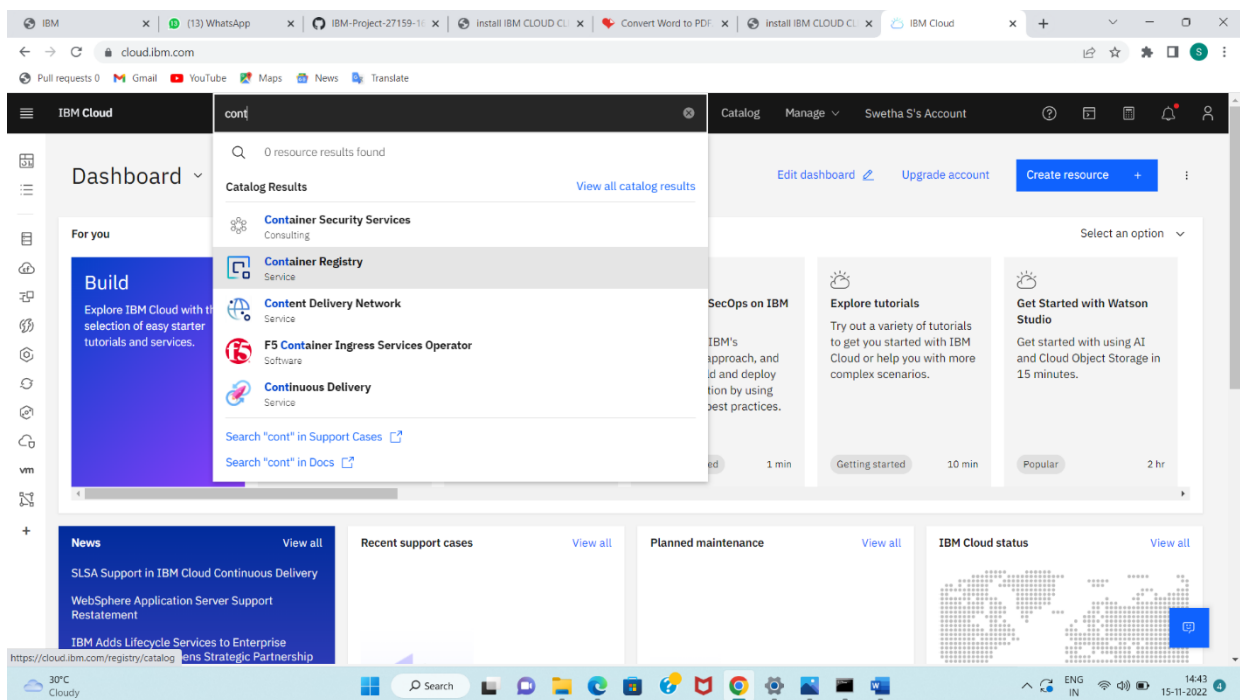 IBM
(13) WhatsApp
IBM-Project-27159-1
install IBM CLOUD CL
Convert Word to PDF
install IBM CLOUD CL
IBM Cloud
cloud.ibm.com
S
Pull requests 0
Gmail
YouTube
Maps
News
Translate
IBM Cloud
cont
Catalog
Manage
Swetha S's Account
0 resource results found
Catalog Results
View all catalog results
Container Security Services
Consulting
Container Registry
Service
Content Delivery Network
Service
F5 Container Ingress Services Operator
Software
Continuous Delivery
Service
Search "cont" in Support Cases
Search "cont" in Docs
Dashboard
Edit dashboard
Upgrade account
Create resource +
For you
Select an option
Build
Explore IBM Cloud with th
selection of easy starter
tutorials and services.
SecOps on IBM
IBM's
approach, and
ld and deploy
tion by using
best practices.
ed
1 min
Explore tutorials
Try out a variety of tutorials
to get you started with IBM
Cloud or help you with more
complex scenarios.
Getting started
10 min
Get Started with Watson
Studio
Get started with using AI
and Cloud Object Storage in
15 minutes.
Popular
2 hr
vm
News
View all
SLSA Support in IBM Cloud Continuous Delivery
WebSphere Application Server Support
Restatement
IBM Adds Lifecycle Services to Enterprise
ens Strategic Partnership
Recent support cases
View all
Planned maintenance
View all
IBM Cloud status
View all
https://cloud.ibm.com/registry/catalog
30°C
Cloudy
Search
ENG
IN
14:43
15-11-2022
4